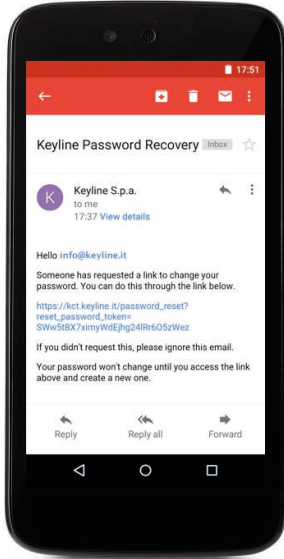 17:51
Keyline Password Recovery Inbox
K
Keyline S.p.a.
to me
17:37 View details
Hello info@keyline.it
Someone has requested a link to change your
password. You can do this through the link below.
https://kct.keyline.it/password_reset?
reset_password_token=
SWw5tBX7ximyWdEjhg24lRr6O5zWez
If you didn't request this, please ignore this email.
Your password won't change until you access the link
above and create a new one.
Reply Reply all Forward